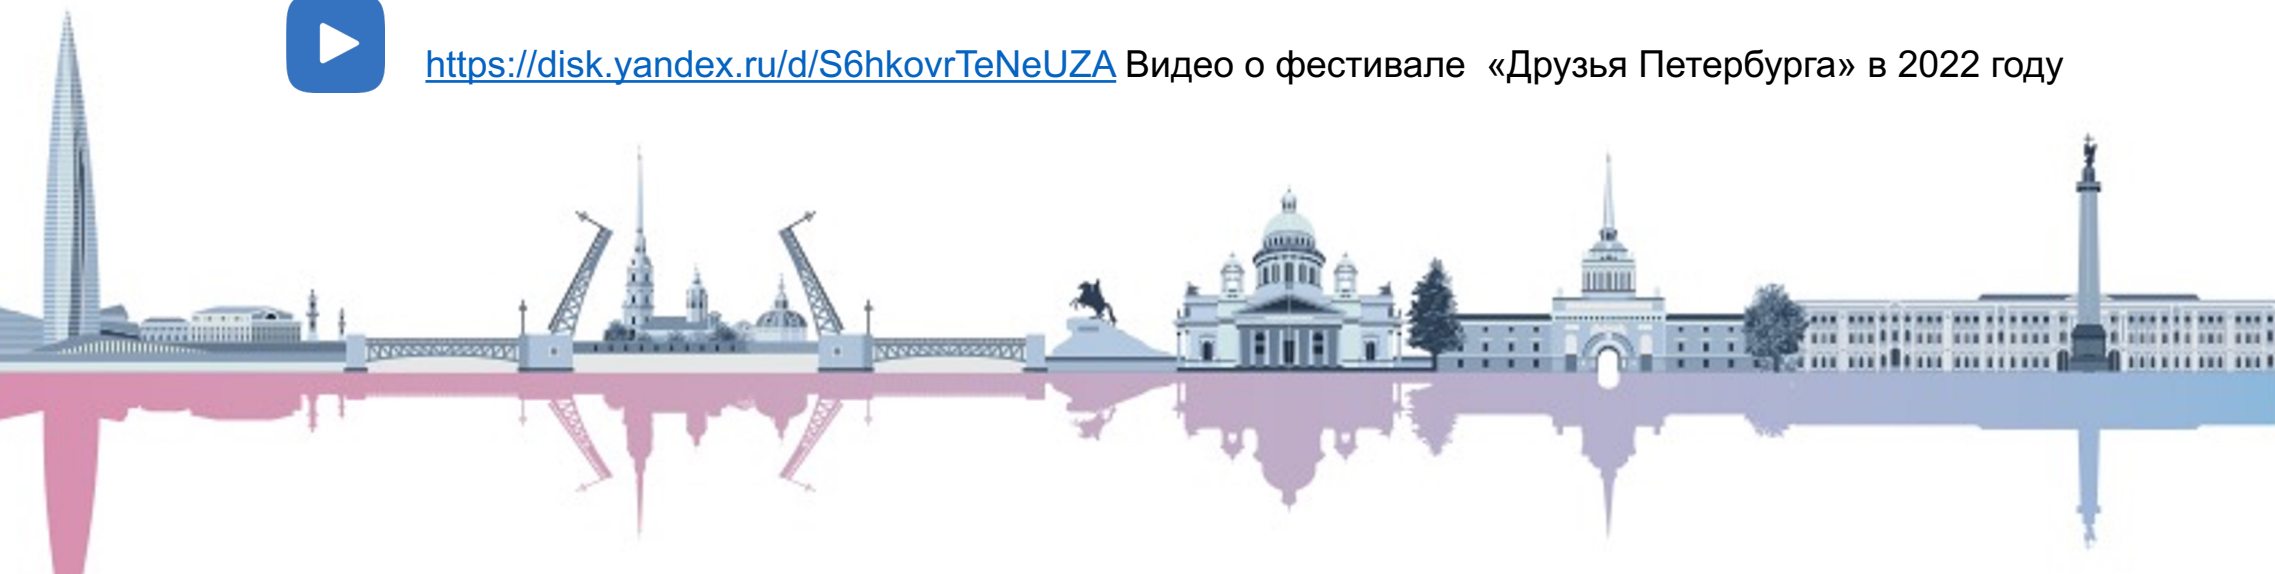 https://disk.yandex.ru/d/S6hkovrTeNeUZA Видео о фестивале «Друзья Петербурга» в 2022 году